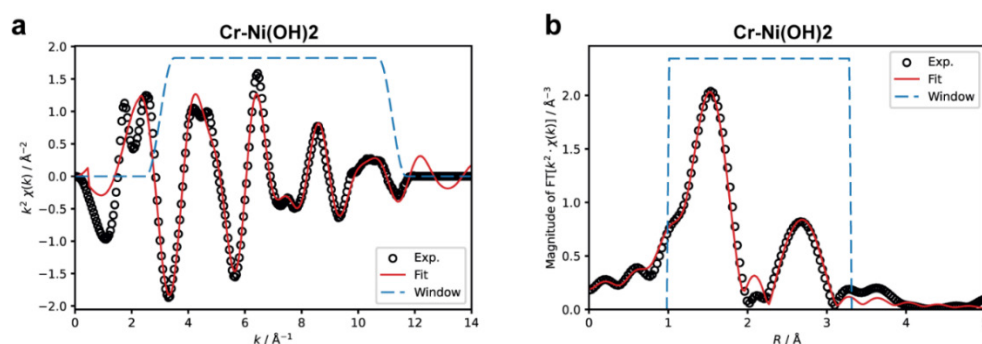 a
Cr-Ni(OH)2
2.0
1.5
1.0
0.5
0.0
-0.5
-1.0
-1.5
-2.0
0 2 4 6 8 10 12 14
k² χ(k) / Å⁻²
k / Å⁻¹
Exp.
Fit
Window
b
Cr-Ni(OH)2
2.0
1.5
1.0
0.5
0.0
0 1 2 3 4
Magnitude of FT[k² · χ(k)] / Å⁻³
R / Å
Exp.
Fit
Window